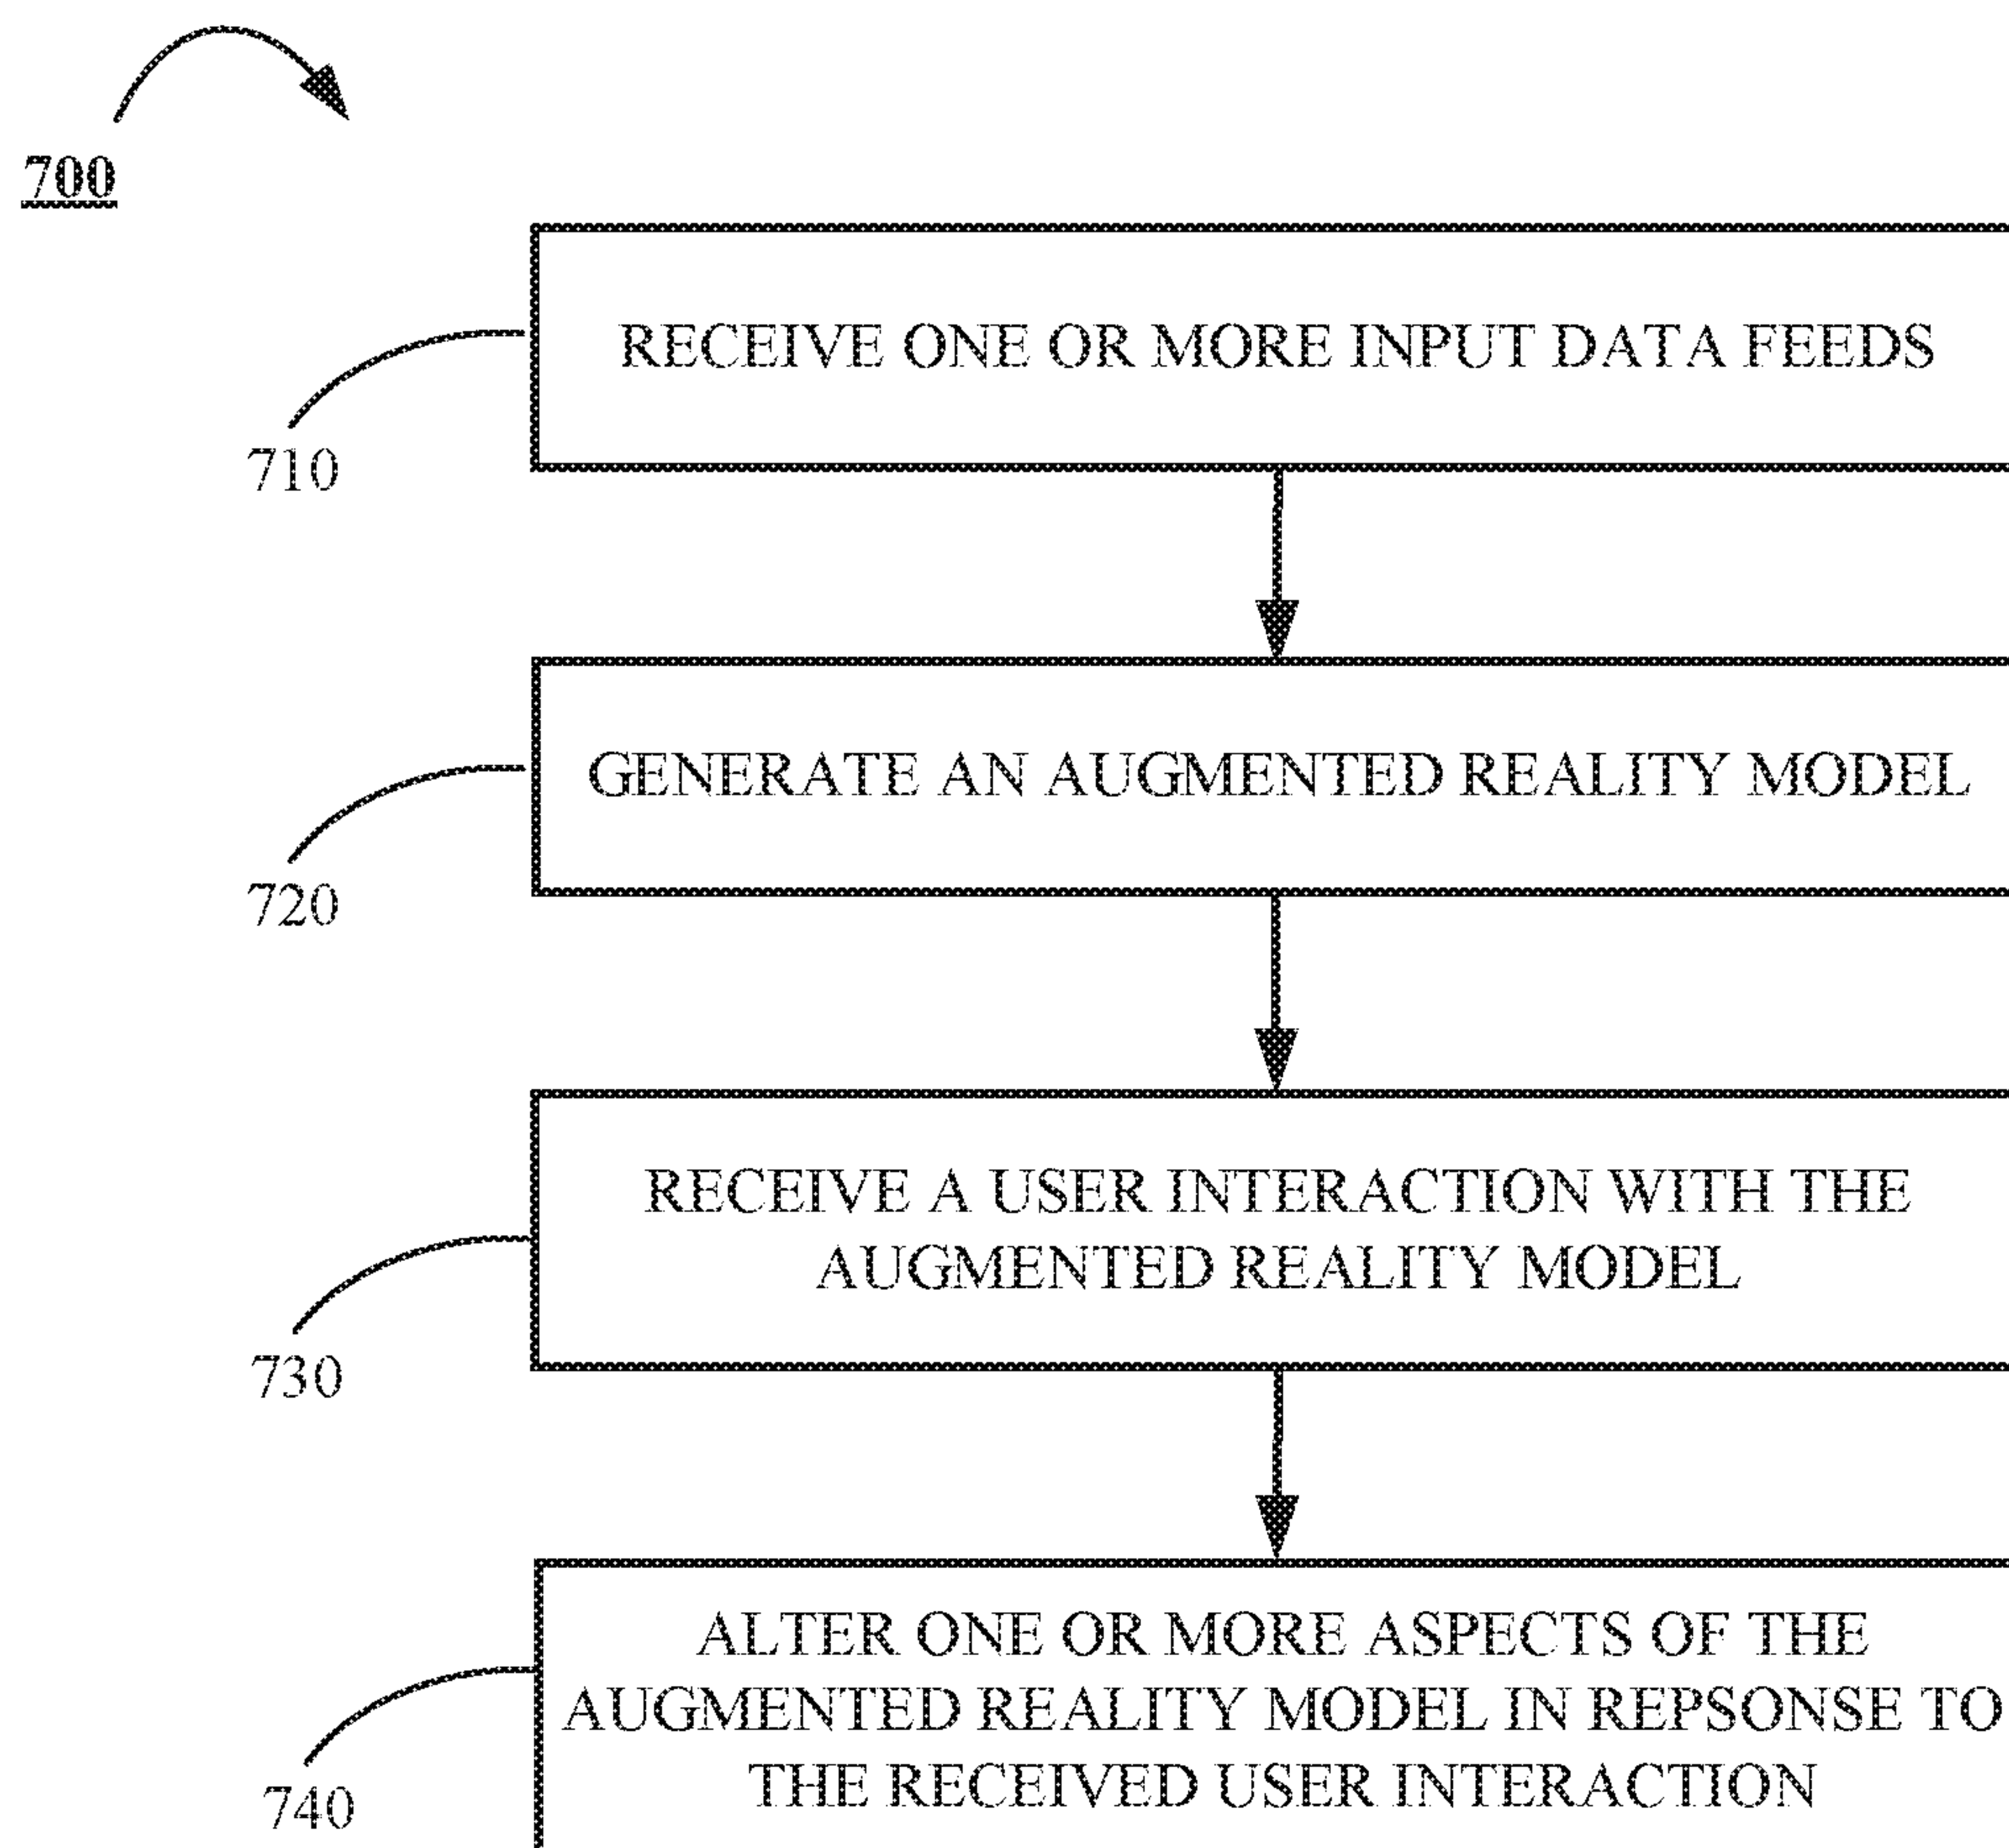 700
RECEIVE ONE OR MORE INPUT DATA FEEDS
710
GENERATE AN AUGMENTED REALITY MODEL
720
RECEIVE A USER INTERACTION WITH THE
AUGMENTED REALITY MODEL
730
ALTER ONE OR MORE ASPECTS OF THE
AUGMENTED REALITY MODEL IN REPSONSE TO
THE RECEIVED USER INTERACTION
740